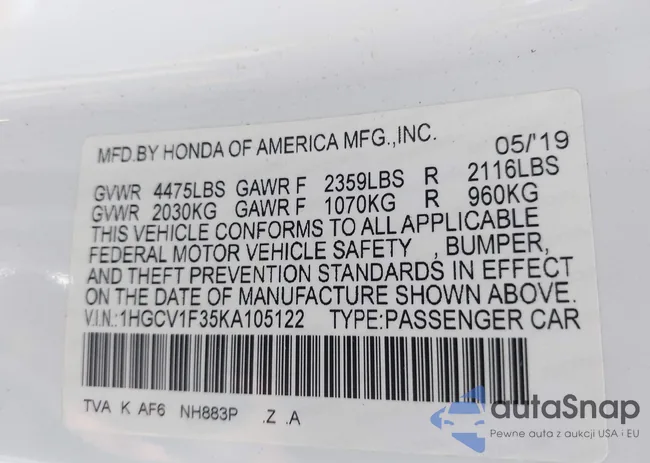 MFD.BY HONDA OF AMERICA MFG.,INC. 05/'19
GVWR 4475LBS GAWR F 2359LBS R 2116LBS
GVWR 2030KG GAWR F 1070KG R 960KG
THIS VEHICLE CONFORMS TO ALL APPLICABLE
FEDERAL MOTOR VEHICLE SAFETY , BUMPER,
AND THEFT PREVENTION STANDARDS IN EFFECT
ON THE DATE OF MANUFACTURE SHOWN ABOVE.
V.I.N.:1HGCV1F35KA105122 TYPE:PASSENGER CAR
TVA K AF6 NH883P .Z .A
autaSnap
Pewne auta z aukcji USA i EU